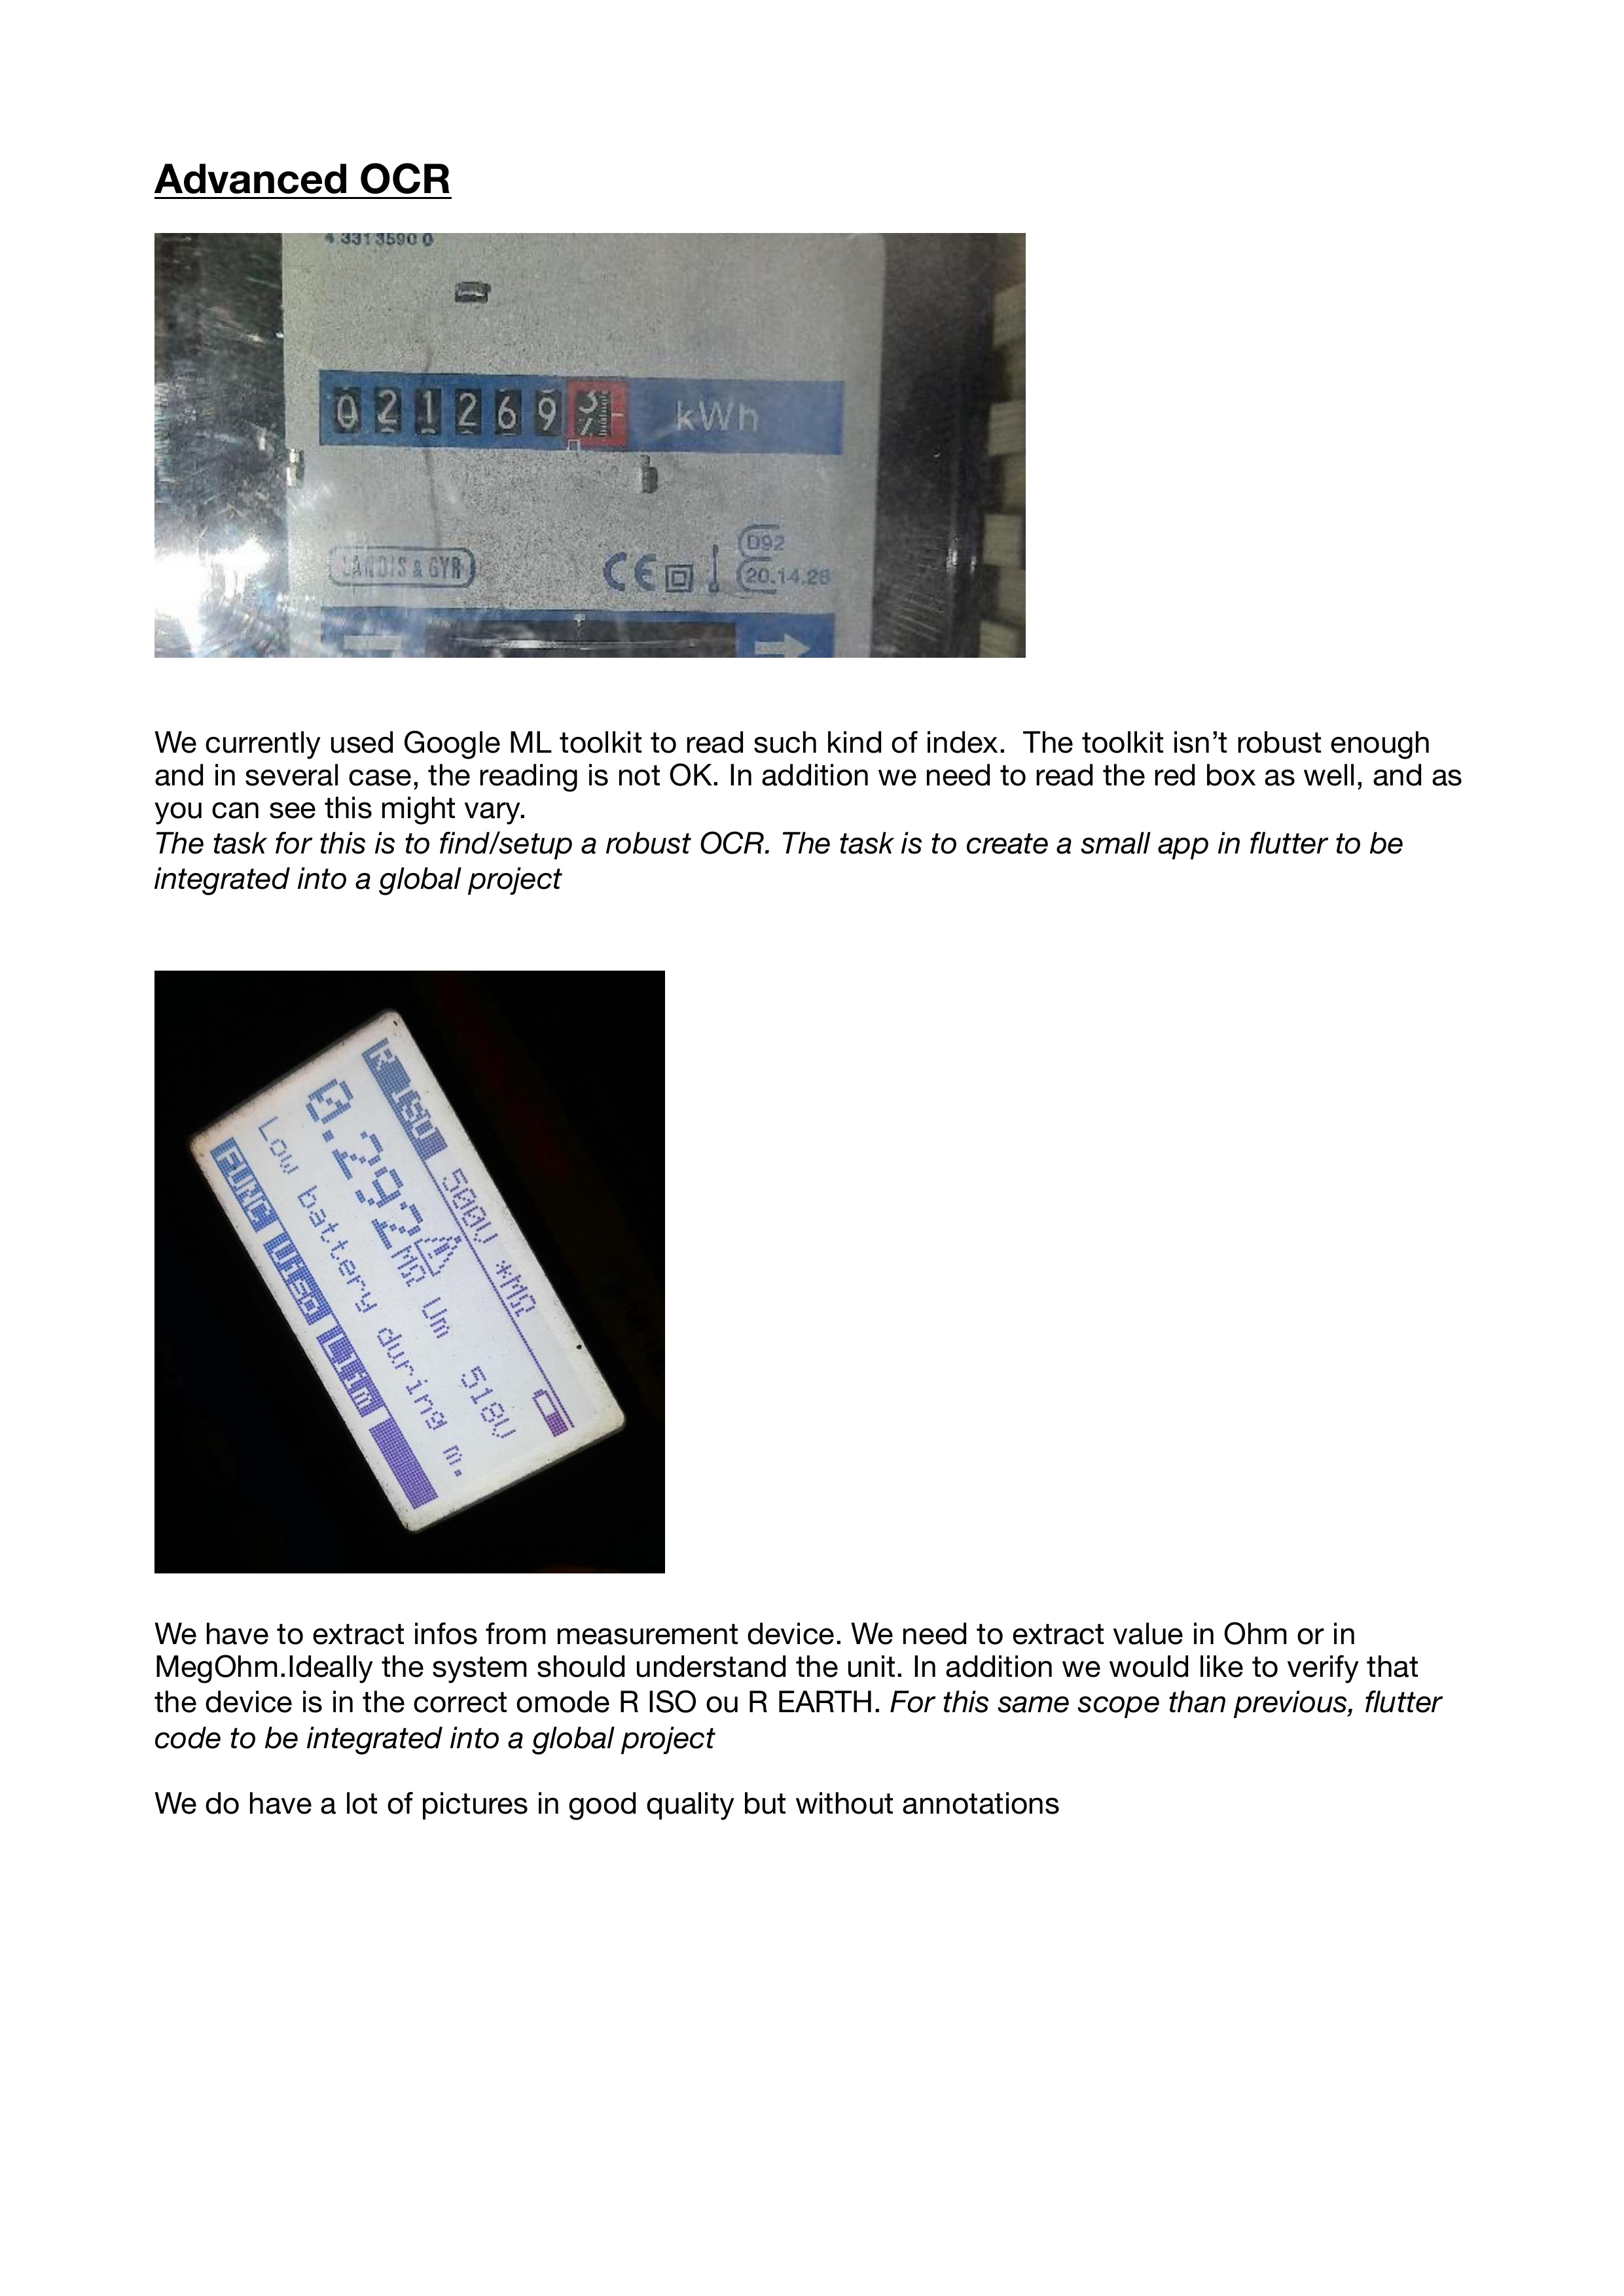 Advanced OCR
4 3313590 0
021269 kWh
LANDIS & GYR
CE
D92
20.14.28
We currently used Google ML toolkit to read such kind of index.  The toolkit isn’t robust enough
and in several case, the reading is not OK. In addition we need to read the red box as well, and as
you can see this might vary.
The task for this is to find/setup a robust OCR. The task is to create a small app in flutter to be
integrated into a global project
500V *MΩ
0.292 MΩ Um 518V
Low battery during m.
FUNC Uiso Lim
We have to extract infos from measurement device. We need to extract value in Ohm or in
MegOhm.Ideally the system should understand the unit. In addition we would like to verify that
the device is in the correct omode R ISO ou R EARTH. For this same scope than previous, flutter
code to be integrated into a global project
We do have a lot of pictures in good quality but without annotations